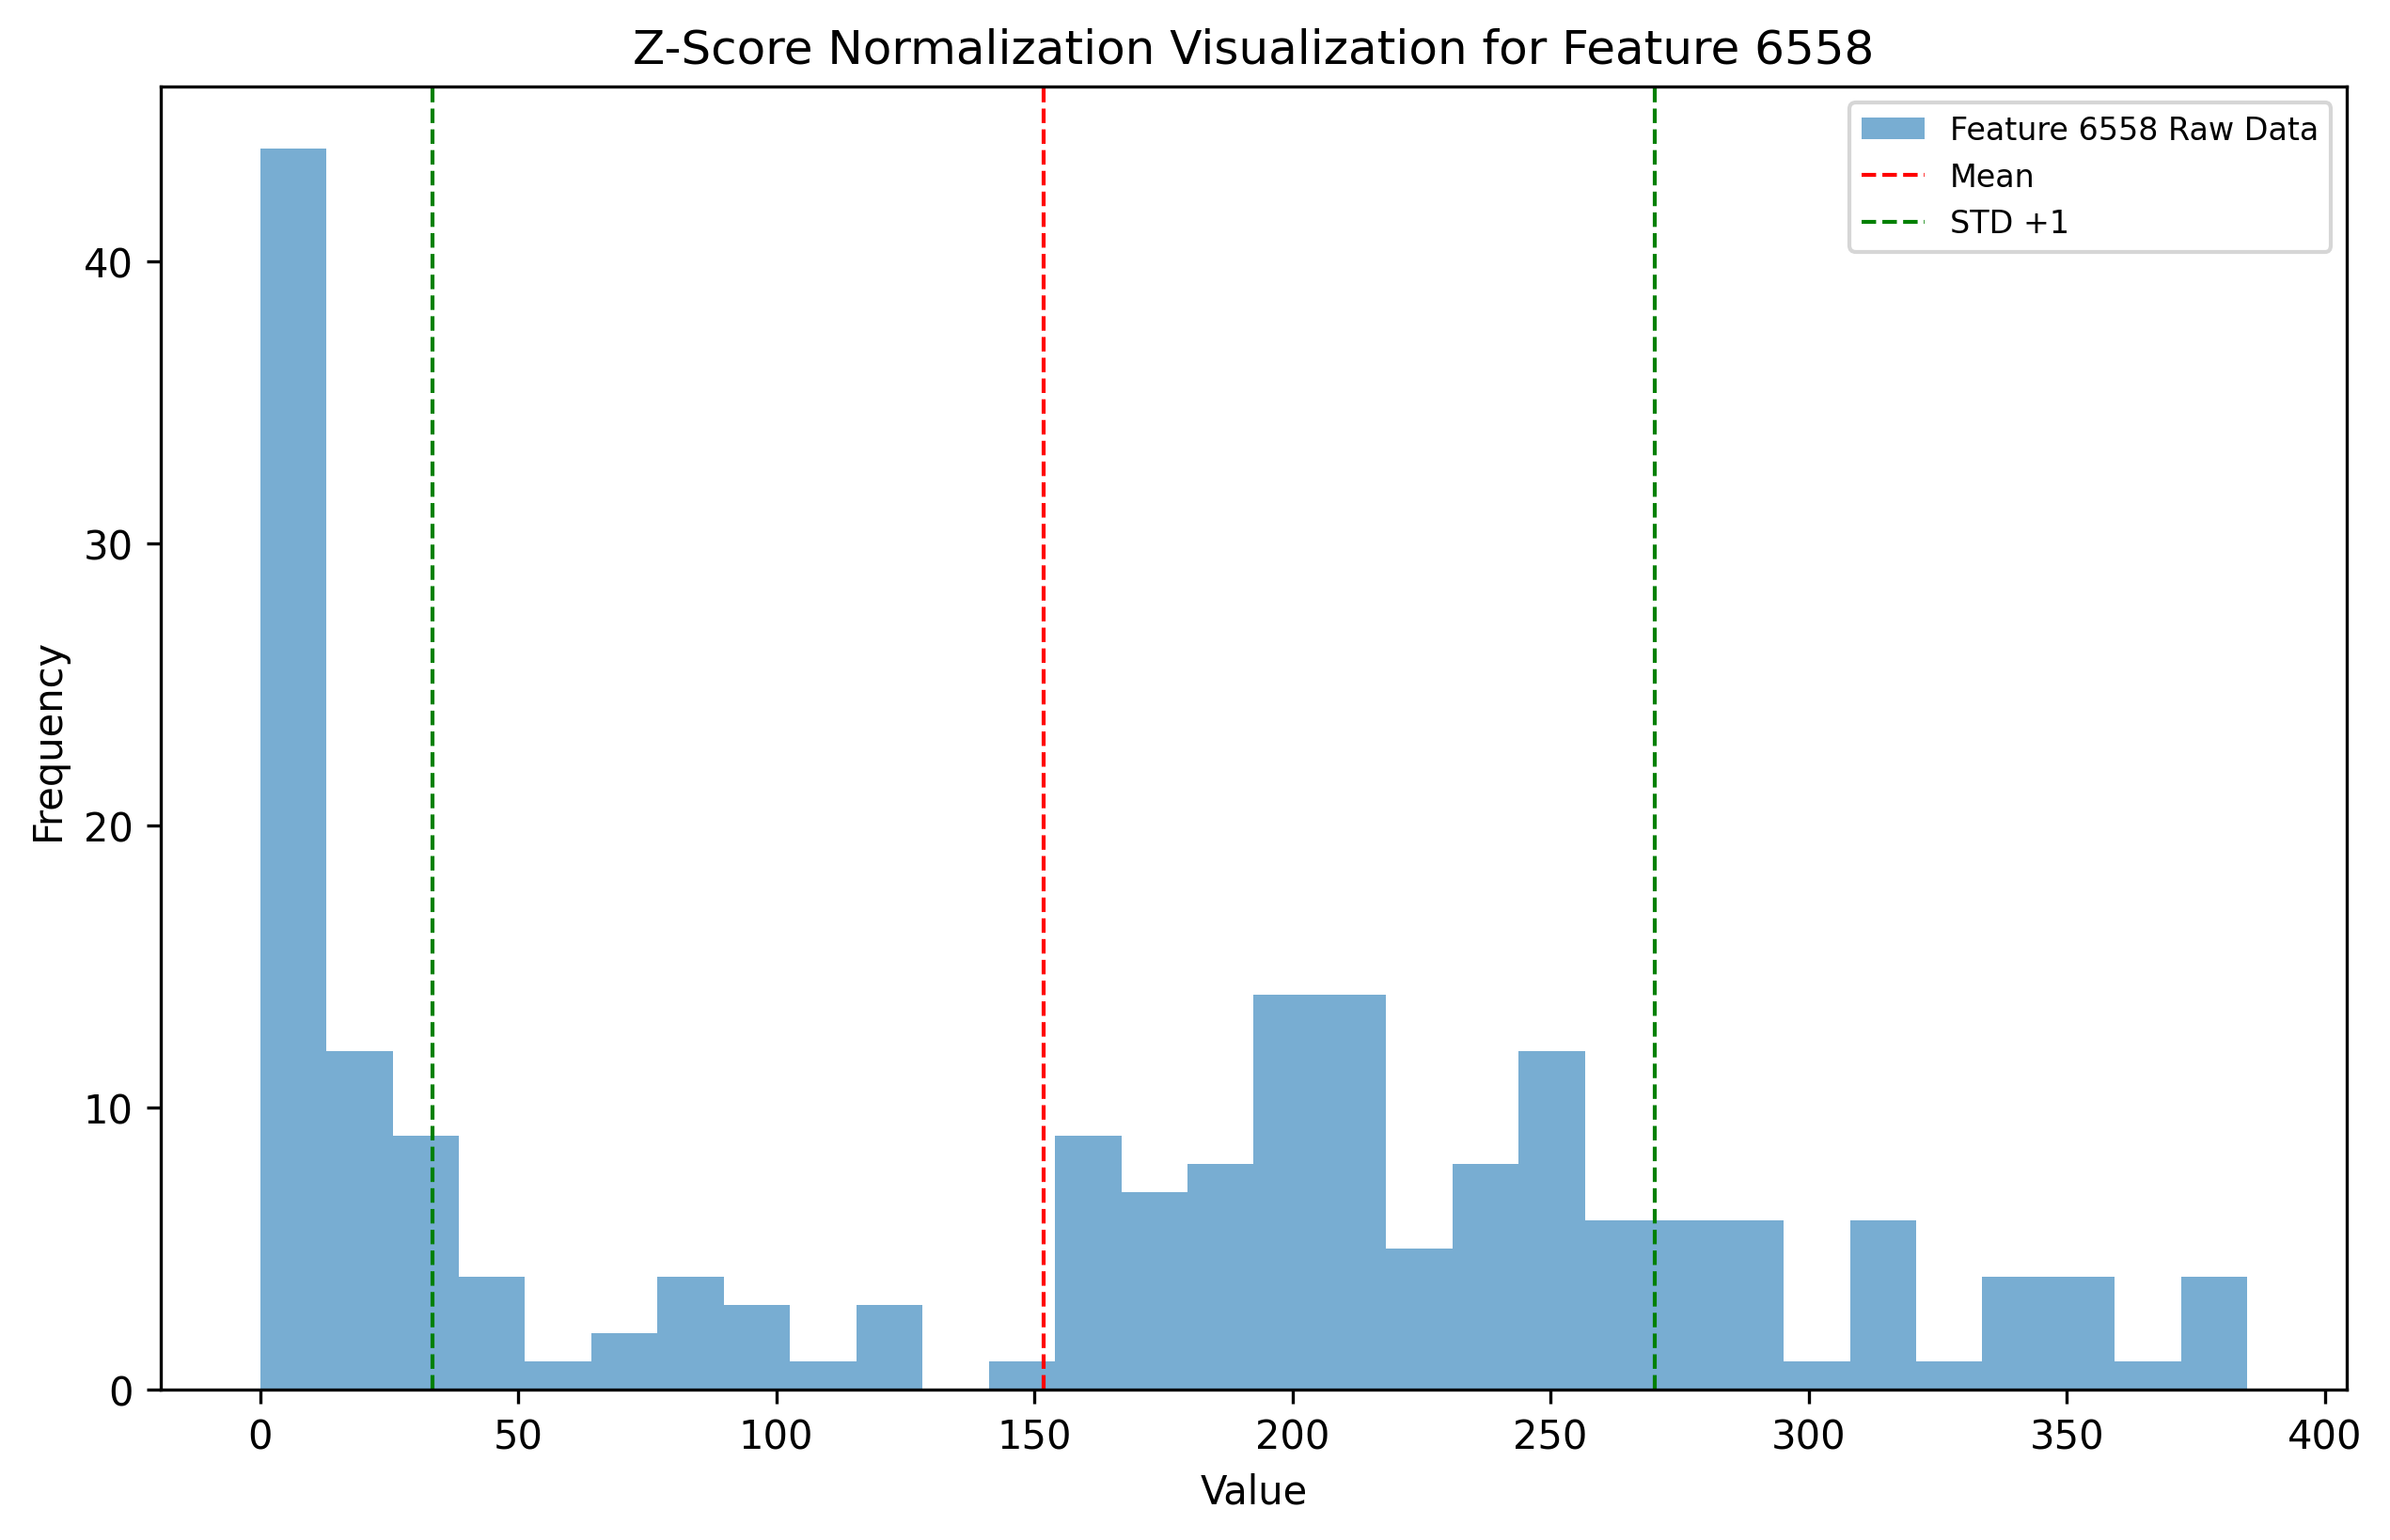 Z-Score Normalization Visualization for Feature 6558
Feature 6558 Raw Data
Mean
STD +1
40
30
20
10
0
Frequency
0 50 100 150 200 250 300 350 400
Value